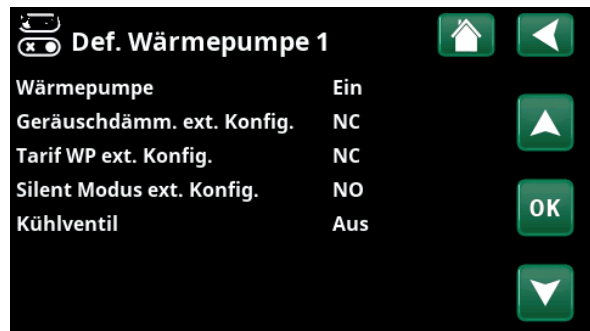 Def. Wärmepumpe 1
Wärmepumpe Ein
Geräuschdämm. ext. Konfig. NC
Tarif WP ext. Konfig. NC
Silent Modus ext. Konfig. NO
Kühlventil Aus
OK